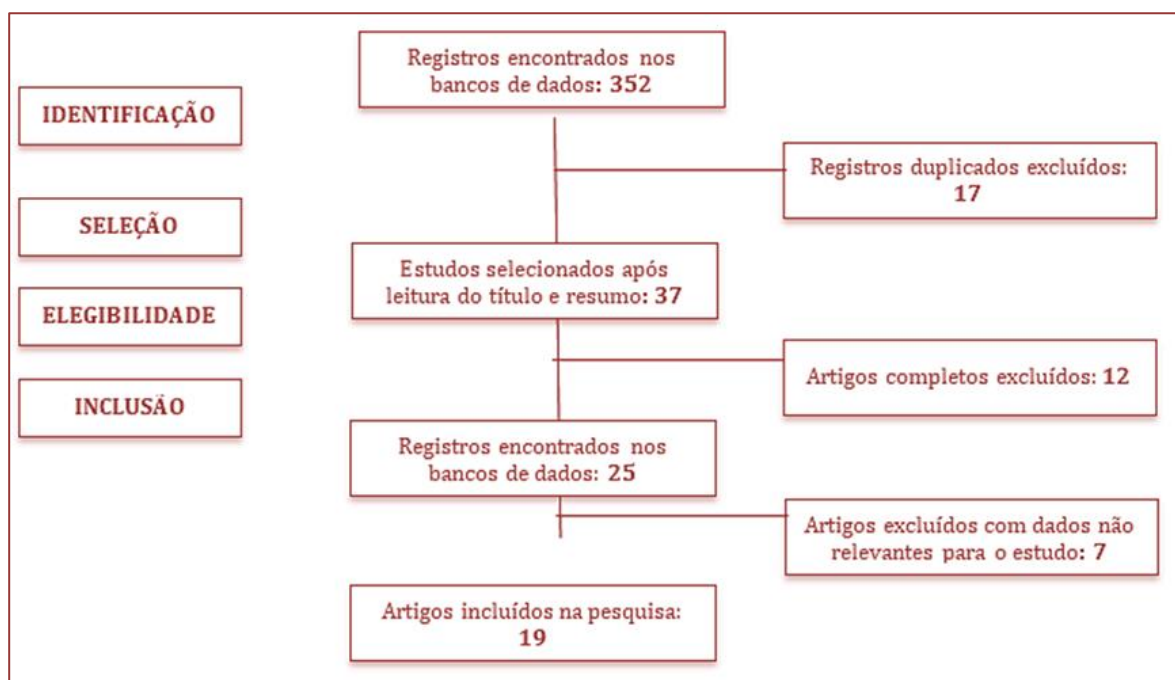 IDENTIFICAÇÃO
SELEÇÃO
ELEGIBILIDADE
INCLUSÃO
Registros encontrados nos
bancos de dados: 352
Registros duplicados excluídos:
17
Estudos selecionados após
leitura do título e resumo: 37
Artigos completos excluídos: 12
Registros encontrados nos
bancos de dados: 25
Artigos excluídos com dados não
relevantes para o estudo: 7
Artigos incluídos na pesquisa:
19